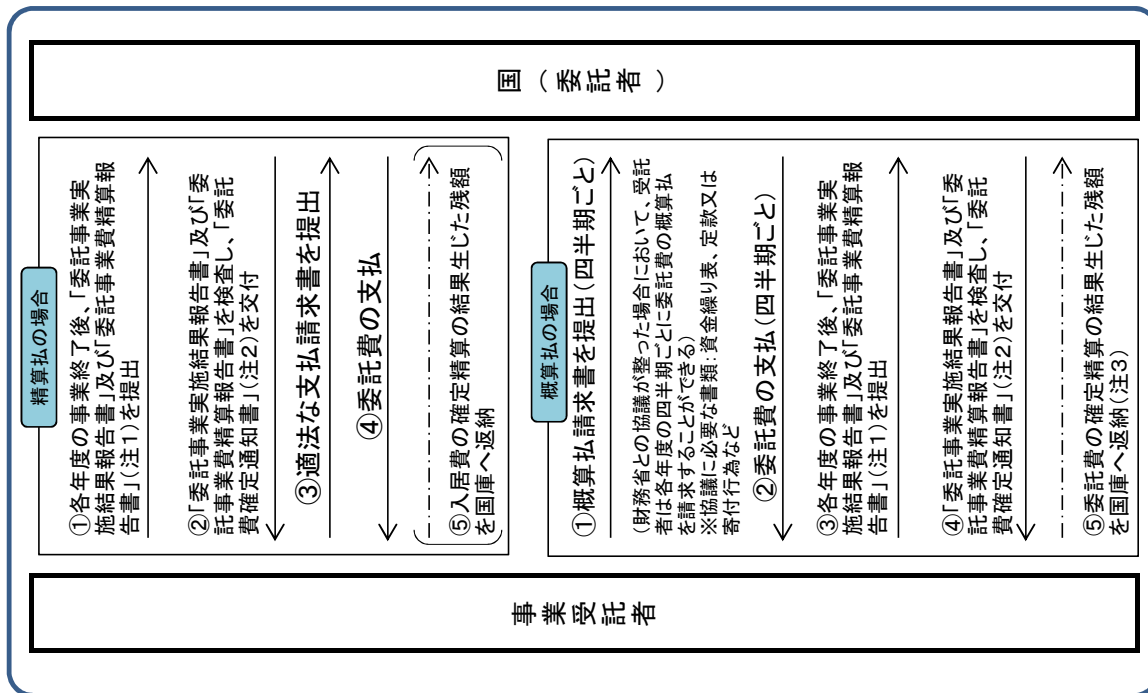 国（委託者）
精算払の場合
①各年度の事業終了後、「委託事業実
施結果報告書」及び「委託事業費精算報
告書」(注1)を提出
②「委託事業実施結果報告書」及び「委
託事業費精算報告書」を検査し、「委託
費確定通知書」(注2)を交付
③適法な支払請求書を提出
④委託費の支払
⑤入居費の確定精算の結果生じた残額
を国庫へ返納
概算払の場合
①概算払請求書を提出(四半期ごと)
(財務省との協議が整った場合において、受託
者は各年度の四半期ごとに委託費の概算払
を請求することができる)
※協議に必要な書類：資金繰り表、定款又は
寄付行為など
②委託費の支払(四半期ごと)
③各年度の事業終了後、「委託事業実
施結果報告書」及び「委託事業費精算報
告書」(注1)を提出
④「委託事業実施結果報告書」及び「委
託事業費精算報告書」を検査し、「委託
費確定通知書」(注2)を交付
⑤委託費の確定精算の結果生じた残額
を国庫へ返納(注3)
事業受託者